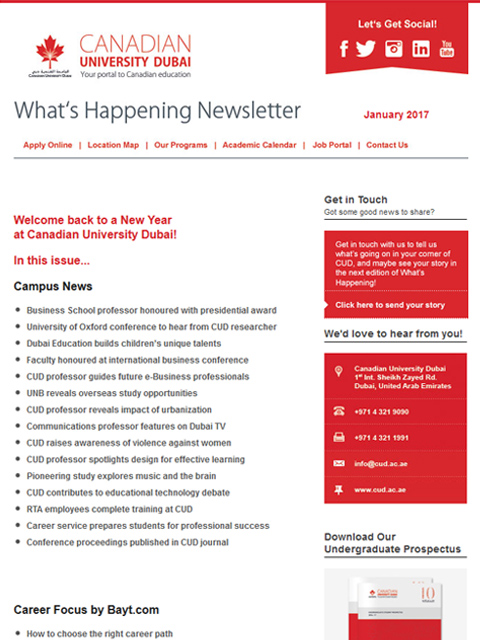 Let's Get Social!
CANADIAN
UNIVERSITY DUBAI
Your portal to Canadian education
You
Tube
What's Happening Newsletter
January 2017
Apply Online | Location Map | Our Programs | Academic Calendar | Job Portal | Contact Us
Welcome back to a New Year
at Canadian University Dubai!
In this issue...
Campus News
Business School professor honoured with presidential award
University of Oxford conference to hear from CUD researcher
Dubai Education builds children's unique talents
Faculty honoured at international business conference
CUD professor guides future e-Business professionals
UNB reveals overseas study opportunities
CUD professor reveals impact of urbanization
Communications professor features on Dubai TV
CUD raises awareness of violence against women
CUD professor spotlights design for effective learning
Pioneering study explores music and the brain
CUD contributes to educational technology debate
RTA employees complete training at CUD
Career service prepares students for professional success
Conference proceedings published in CUD journal
Career Focus by Bayt.com
How to choose the right career path
Get in Touch
Got some good news to share?
Get in touch with us to tell us
what's going on in your corner of
CUD, and maybe see your story in
the next edition of What's
Happening!
Click here to send your story
We'd love to hear from you!
Canadian University Dubai
1st Int. Sheikh Zayed Rd.
Dubai, United Arab Emirates
+971 4 321 9090
+971 4 321 1991
info@cud.ac.ae
www.cud.ac.ae
Download Our
Undergraduate Prospectus
10